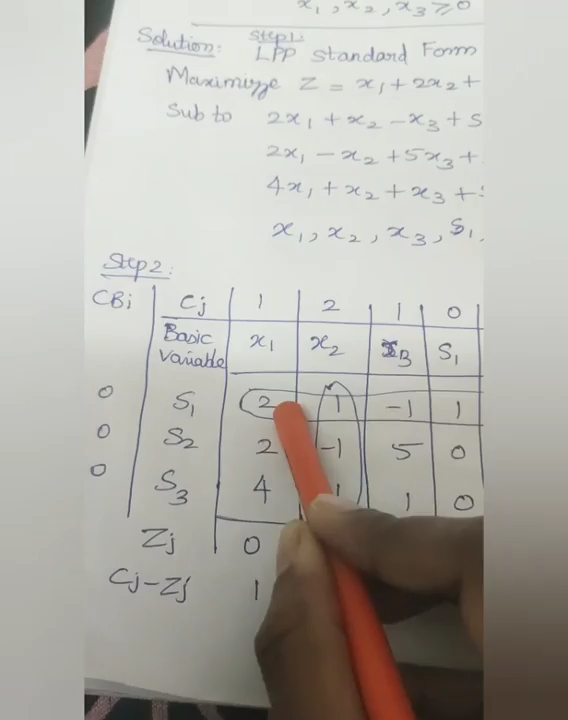 x₁, x₂, x₃ ≥ 0
Solution: Step1:
LPP Standard Form
Maximize Z = x₁ + 2x₂ +
Sub to 2x₁ + x₂ - x₃ + S
2x₁ - x₂ + 5x₃ +
4x₁ + x₂ + x₃ +
x₁, x₂, x₃, S₁,
Step2:
CBi Cj 1 2 1 0
Basic Variable x₁ x₂ x₃ S₁
0 S₁ 2 1 -1 1
0 S₂ 2 -1 5 0
0 S₃ 4 1 1 0
Zj 0
Cj-Zj 1